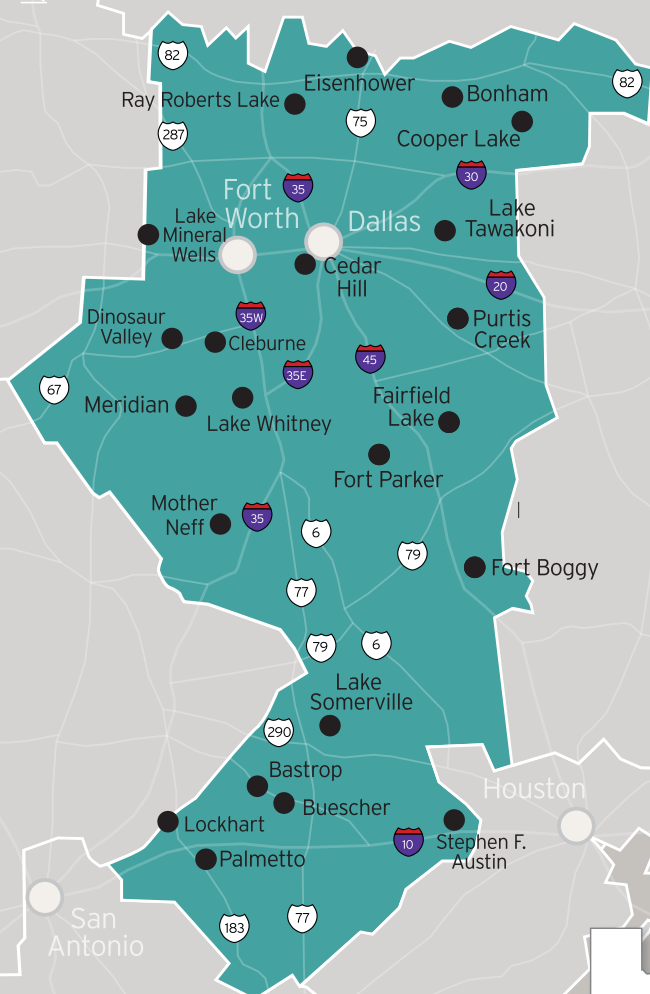 82
82
Eisenhower
Ray Roberts Lake
Bonham
75
287
Cooper Lake
35
30
Fort
Worth
Dallas
Lake
Tawakoni
Lake
Mineral
Wells
Cedar
Hill
20
35W
Dinosaur
Valley
Cleburne
Purtis
Creek
45
35E
67
Meridian
Lake Whitney
Fairfield
Lake
Fort Parker
Mother
Neff
35
6
79
Fort Boggy
77
79
6
Lake
Somerville
290
Bastrop
Buescher
Houston
Lockhart
10
Stephen F.
Austin
Palmetto
San
Antonio
183
77